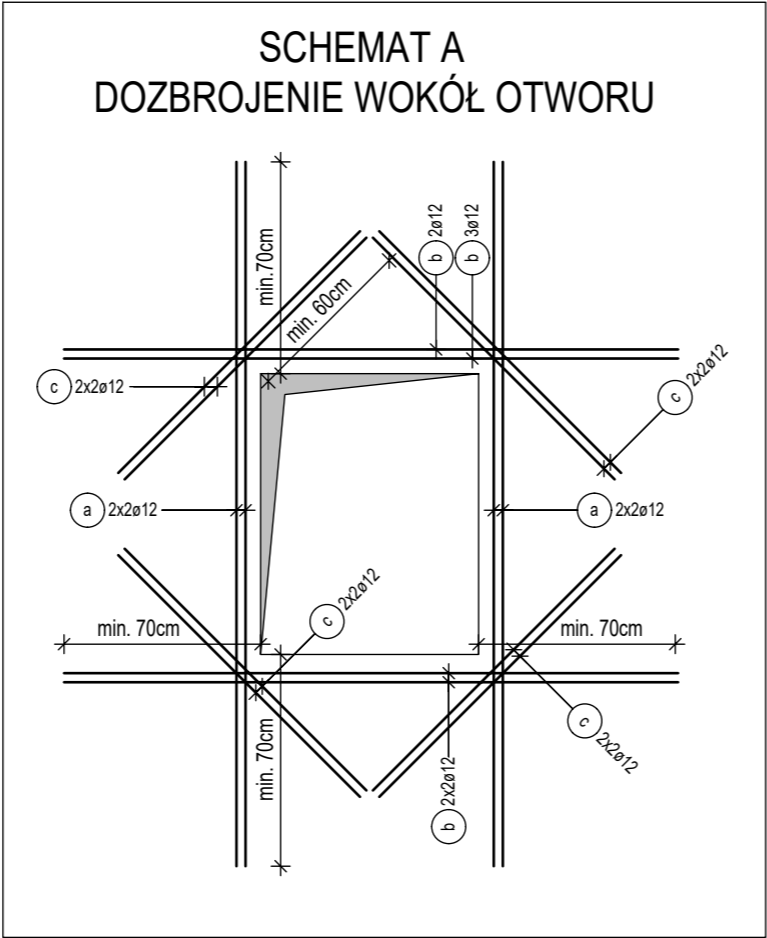 SCHEMAT A
DOZBROJENIE WOKÓŁ OTWORU
min.70cm
min. 60cm
b 2ø12
b 3ø12
c 2x2ø12
c 2x2ø12
a 2x2ø12
a 2x2ø12
c 2x2ø12
min. 70cm
min. 70cm
min. 70cm
b 2x2ø12
c 2x2ø12